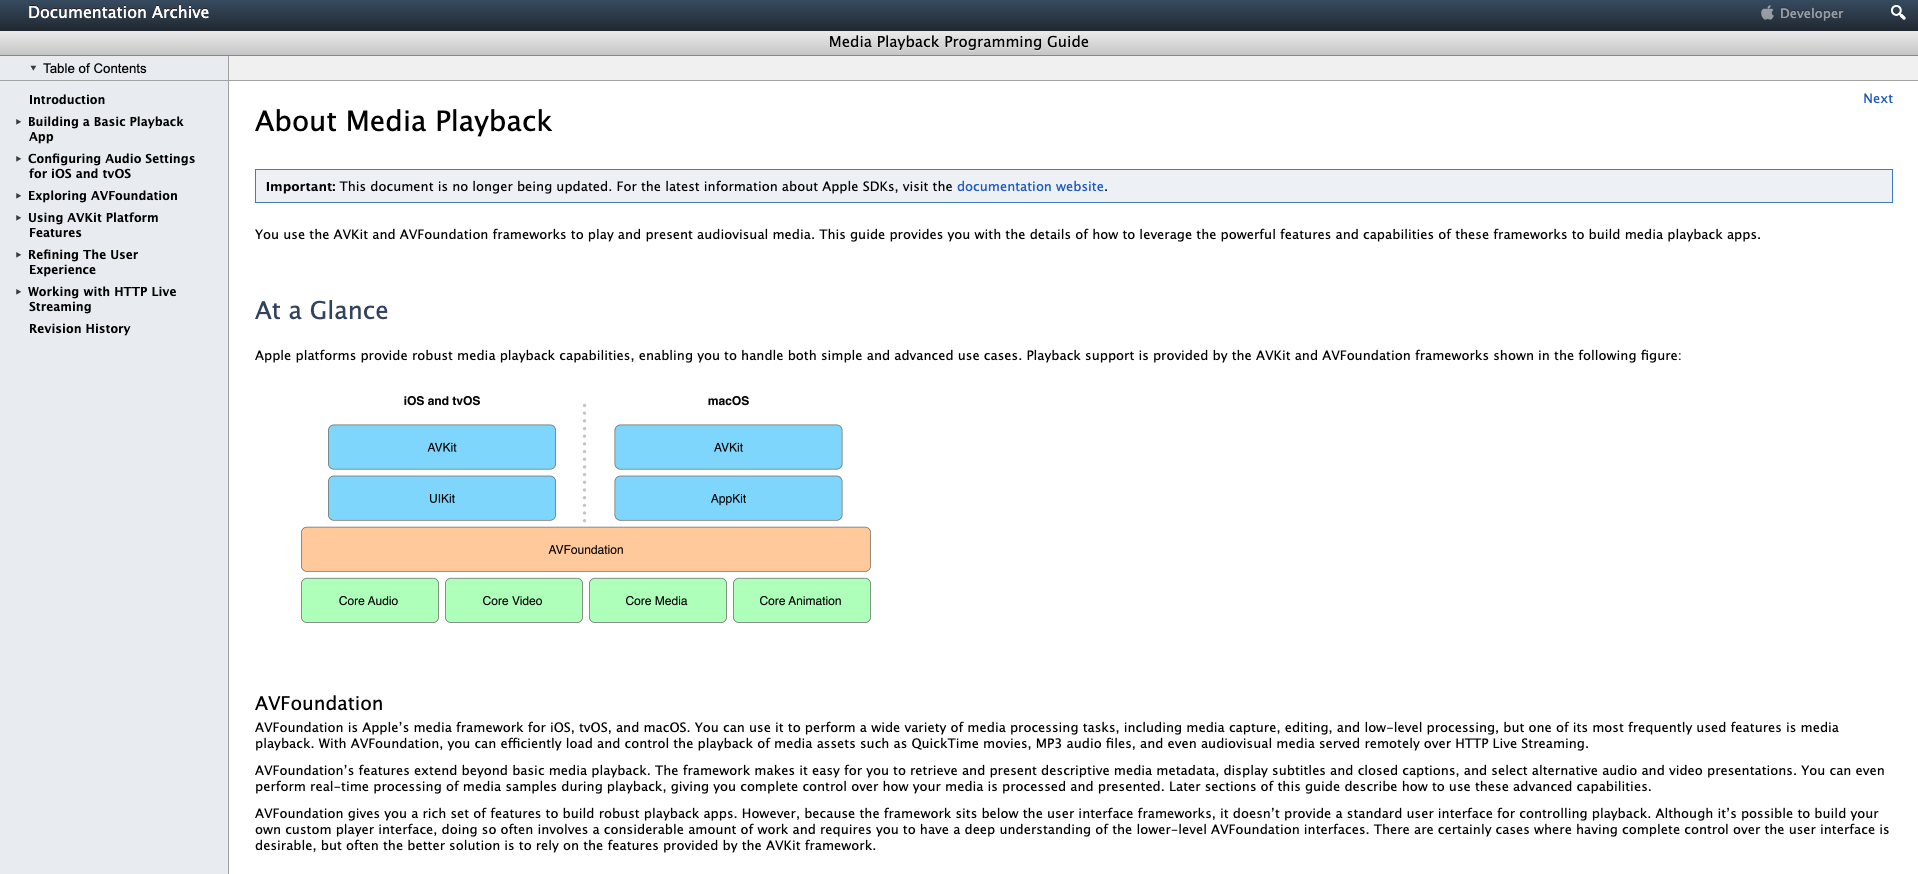 Documentation Archive
Developer
Media Playback Programming Guide
Table of Contents
Introduction
Building a Basic Playback
App
Configuring Audio Settings
for iOS and tvOS
Exploring AVFoundation
Using AVKit Platform
Features
Refining The User
Experience
Working with HTTP Live
Streaming
Revision History
Next
About Media Playback
Important: This document is no longer being updated. For the latest information about Apple SDKs, visit the documentation website.
You use the AVKit and AVFoundation frameworks to play and present audiovisual media. This guide provides you with the details of how to leverage the powerful features and capabilities of these frameworks to build media playback apps.
At a Glance
Apple platforms provide robust media playback capabilities, enabling you to handle both simple and advanced use cases. Playback support is provided by the AVKit and AVFoundation frameworks shown in the following figure:
iOS and tvOS
macOS
AVKit
AVKit
UIKit
AppKit
AVFoundation
Core Audio
Core Video
Core Media
Core Animation
AVFoundation
AVFoundation is Apple's media framework for iOS, tvOS, and macOS. You can use it to perform a wide variety of media processing tasks, including media capture, editing, and low-level processing, but one of its most frequently used features is media
playback. With AVFoundation, you can efficiently load and control the playback of media assets such as QuickTime movies, MP3 audio files, and even audiovisual media served remotely over HTTP Live Streaming.
AVFoundation's features extend beyond basic media playback. The framework makes it easy for you to retrieve and present descriptive media metadata, display subtitles and closed captions, and select alternative audio and video presentations. You can even
perform real-time processing of media samples during playback, giving you complete control over how your media is processed and presented. Later sections of this guide describe how to use these advanced capabilities.
AVFoundation gives you a rich set of features to build robust playback apps. However, because the framework sits below the user interface frameworks, it doesn't provide a standard user interface for controlling playback. Although it's possible to build your
own custom player interface, doing so often involves a considerable amount of work and requires you to have a deep understanding of the lower-level AVFoundation interfaces. There are certainly cases where having complete control over the user interface is
desirable, but often the better solution is to rely on the features provided by the AVKit framework.